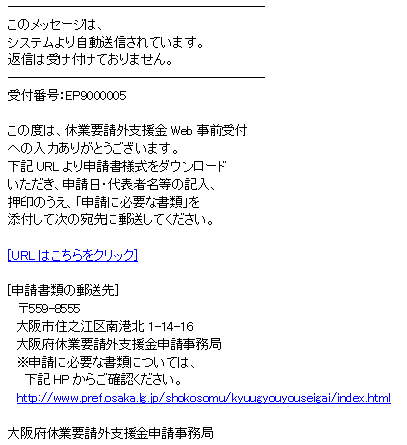 このメッセージは、
システムより自動送信されています。
返信は受け付けておりません。
受付番号：EP9000005
この度は、休業要請外支援金 Web 事前受付
への入力ありがとうございます。
下記 URL より申請書様式をダウンロード
いただき、申請日・代表者名等の記入、
押印のうえ、「申請に必要な書類」を
添付して次の宛先に郵送してください。
[URL はこちらをクリック]
[申請書類の郵送先]
〒559-8555
大阪市住之江区南港北 1-14-16
大阪府休業要請外支援金申請事務局
※申請に必要な書類については、
下記 HP からご確認ください。
http://www.pref.osaka.lg.jp/shokosomu/kyuugyouyouseigai/index.html
大阪府休業要請外支援金申請事務局